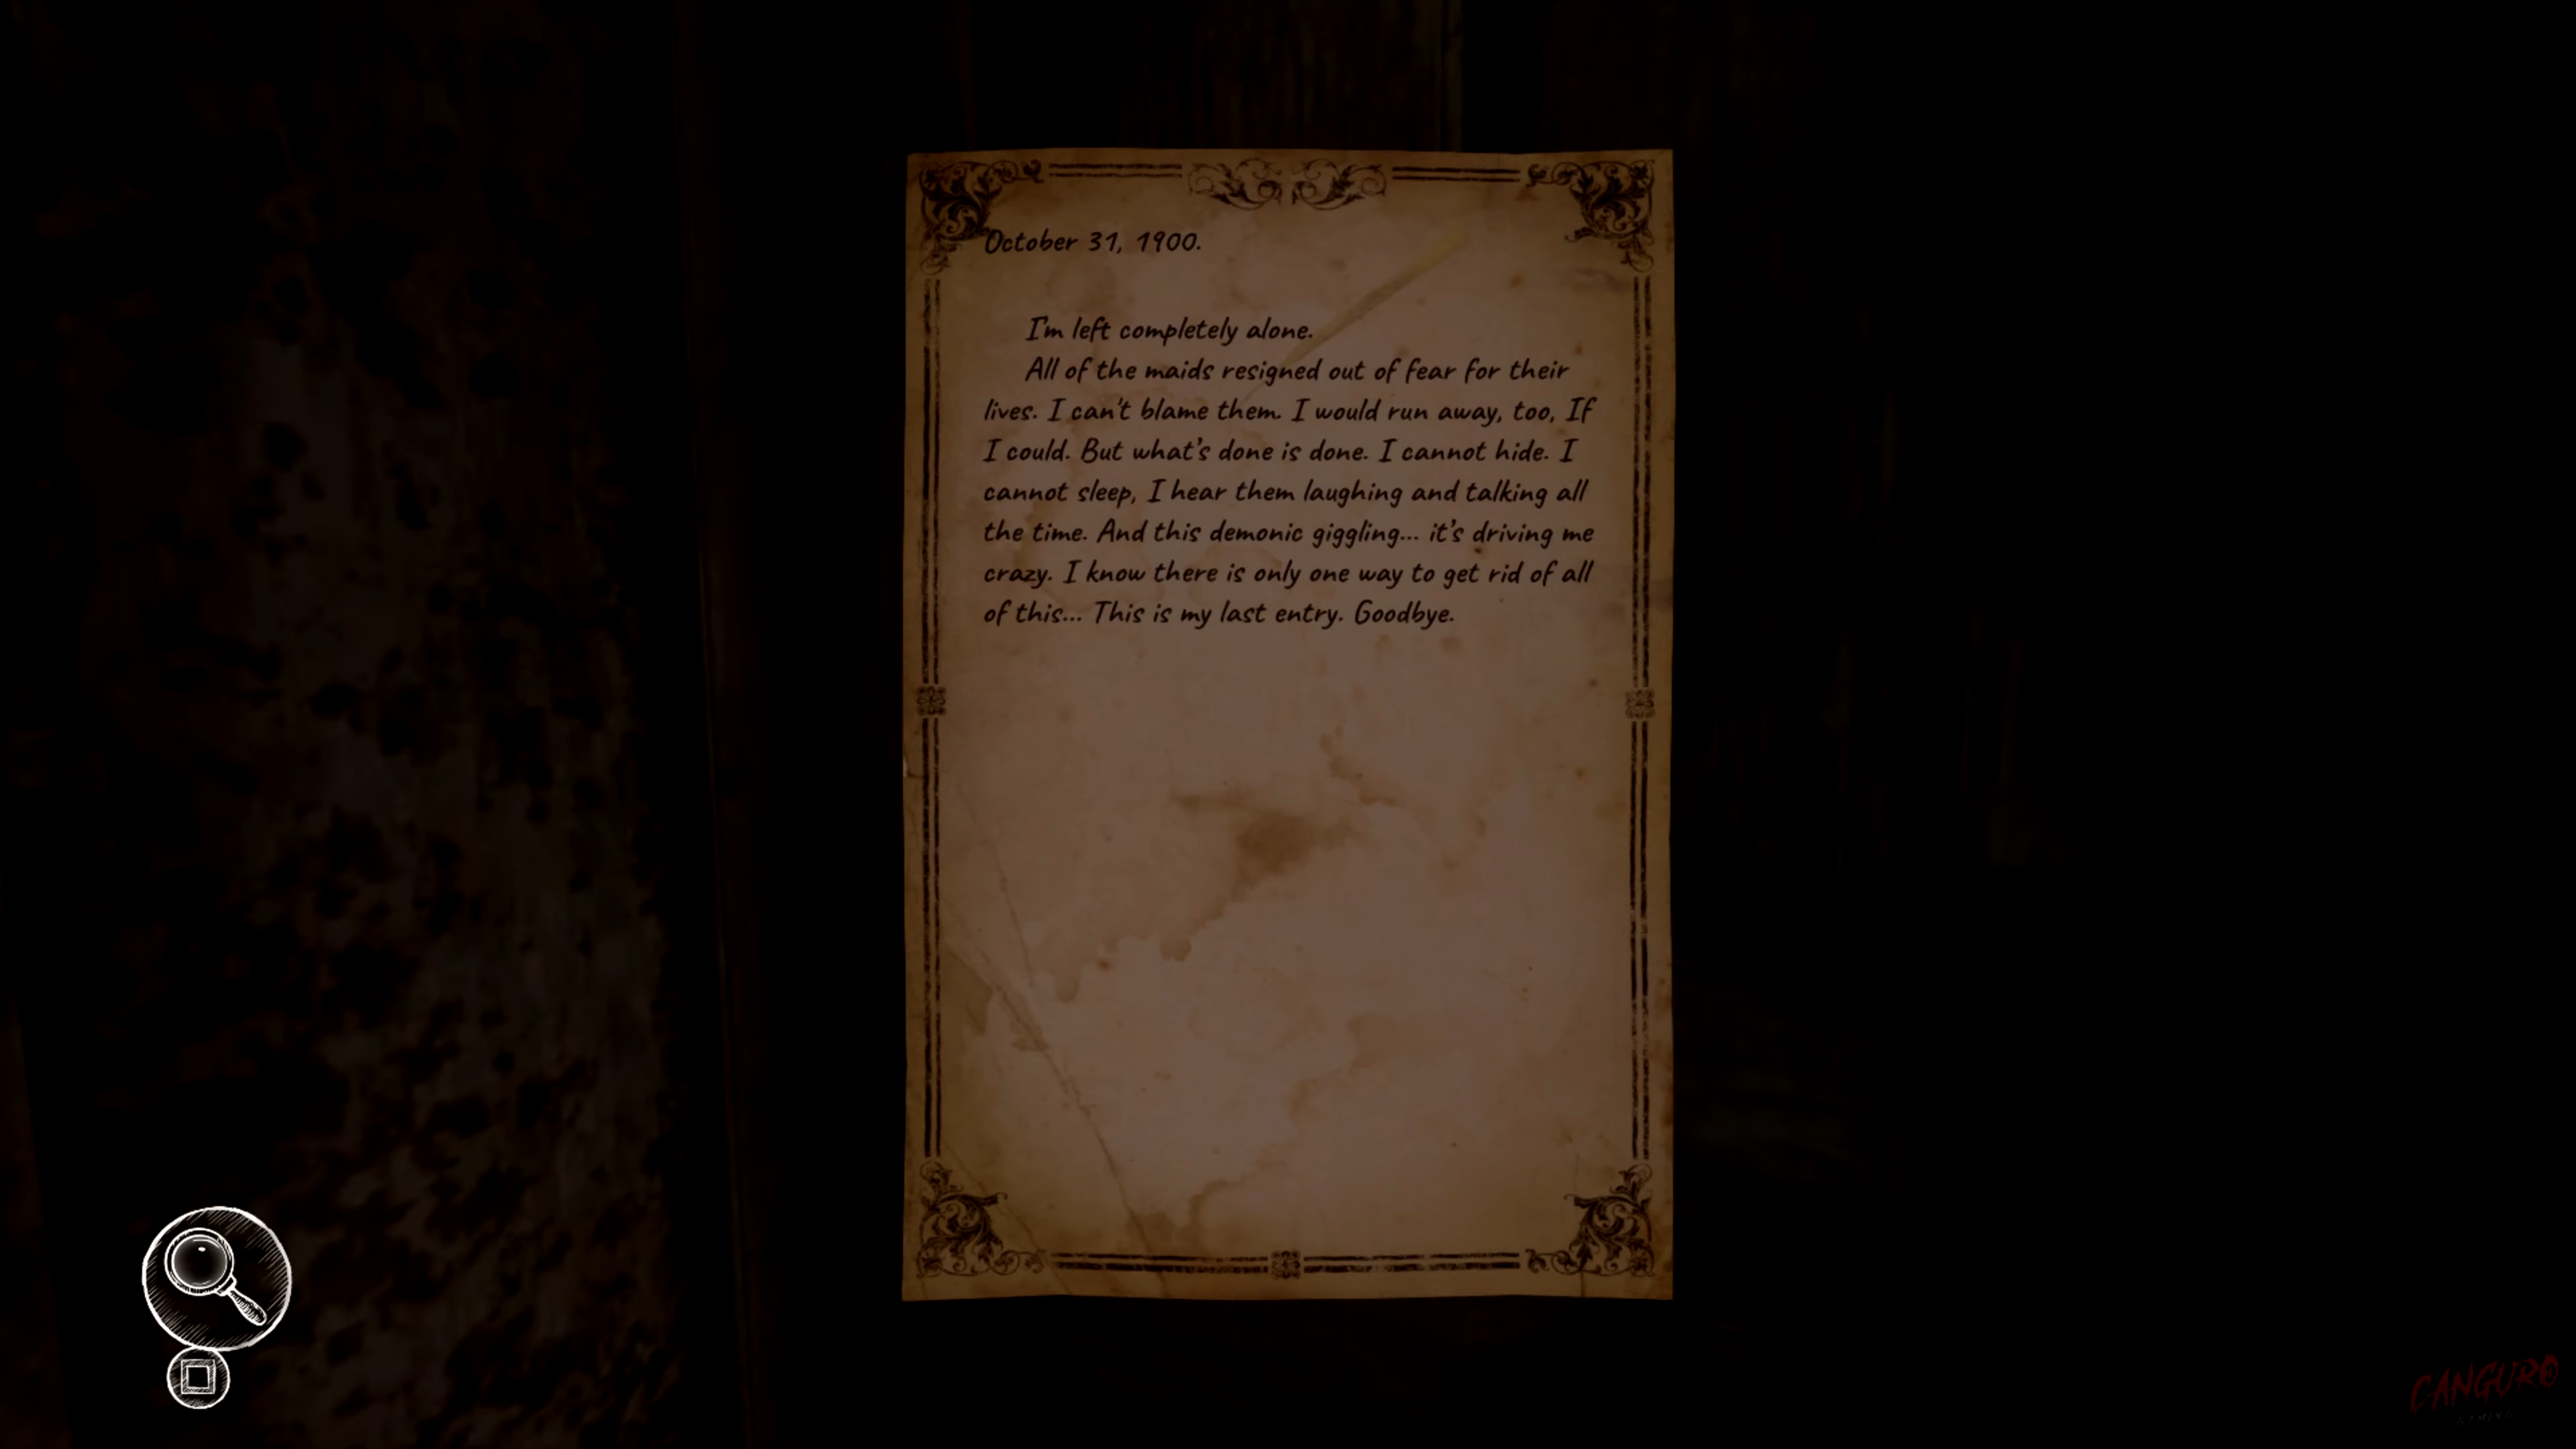 October 31, 1900.
I'm left completely alone.
All of the maids resigned out of fear for their
lives. I can't blame them. I would run away, too, If
I could. But what's done is done. I cannot hide. I
cannot sleep, I hear them laughing and talking all
the time. And this demonic giggling... it's driving me
crazy. I know there is only one way to get rid of all
of this... This is my last entry. Goodbye.
CANGURO
GAMING